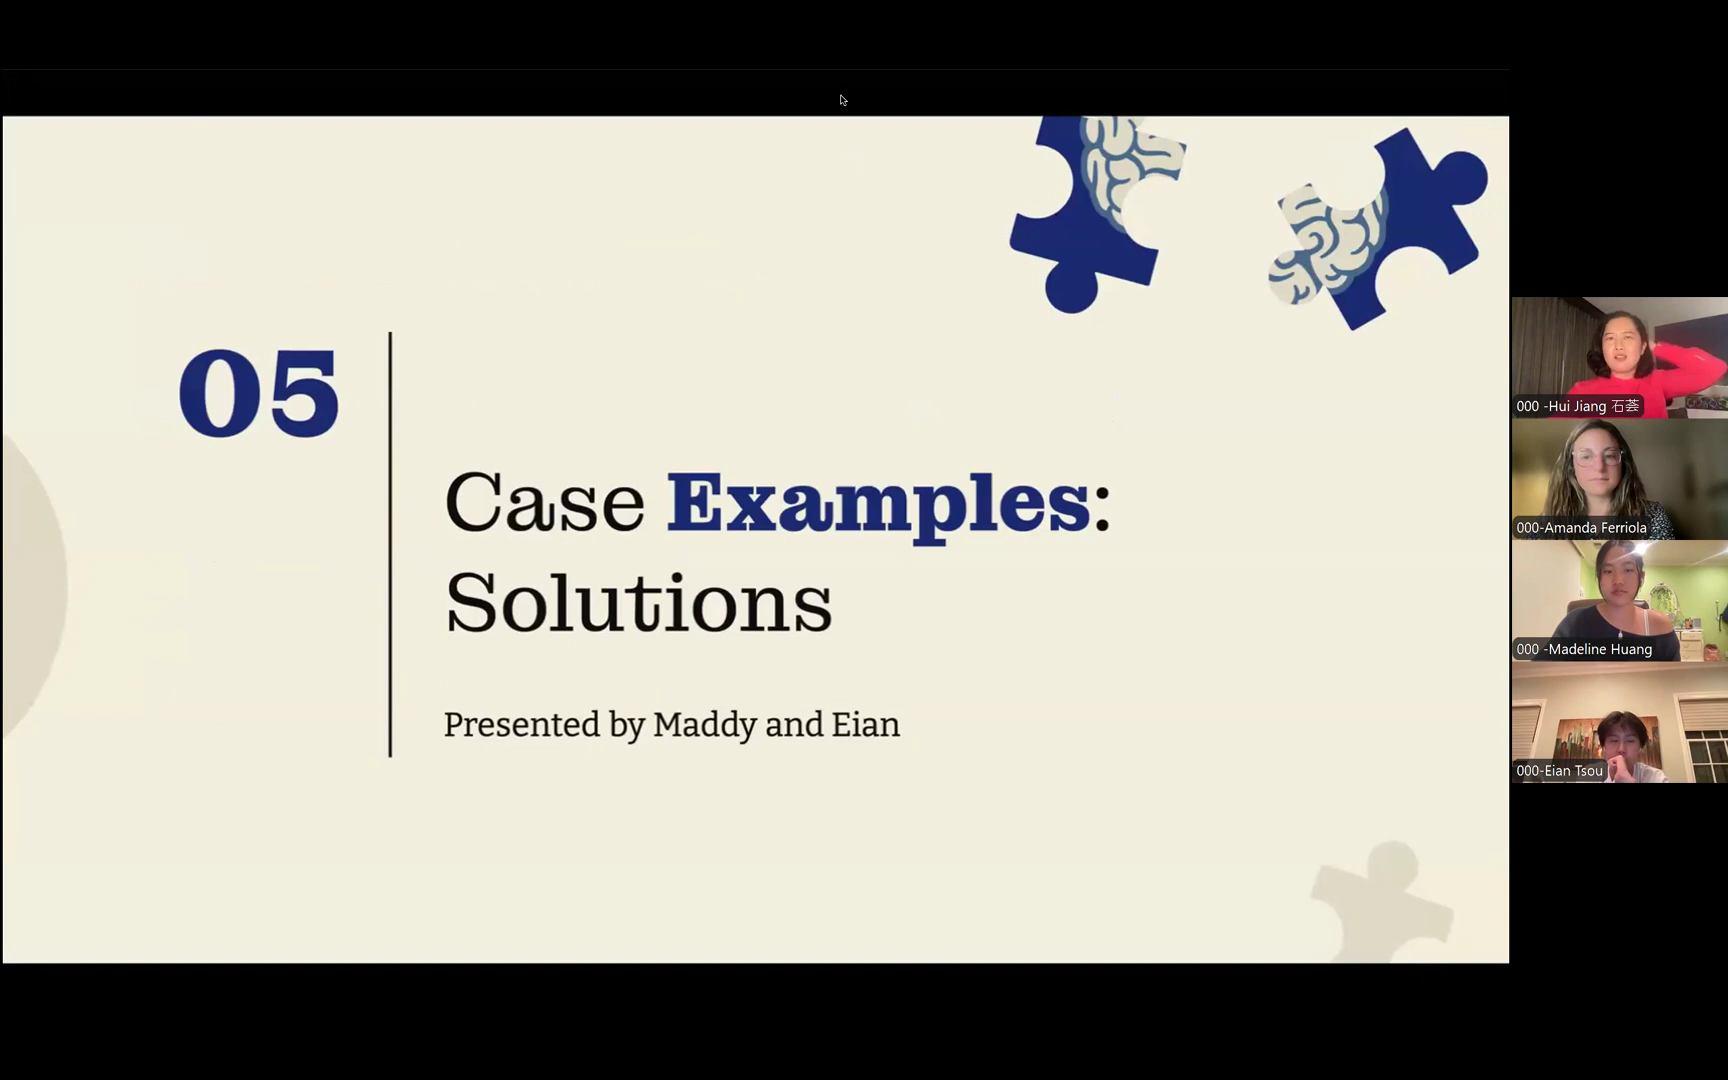 05
Case Examples:
Solutions
Presented by Maddy and Eian
000 -Hui Jiang 石荟
000-Amanda Ferriola
000 -Madeline Huang
000-Eian Tsou